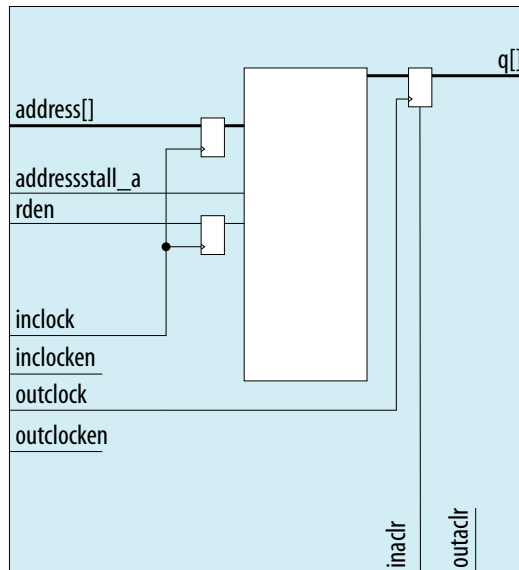 q[]
address[]
addressstall_a
rden
inclock
inclocken
outclock
outclocken
inaclr
outaclr